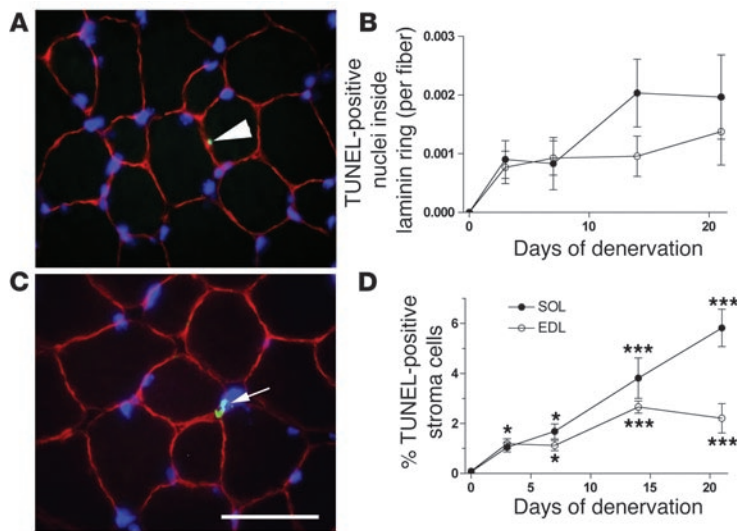 A
B
TUNEL-positive
nuclei inside
laminin ring (per fiber)
0.003
0.002
0.001
0.000
0
10
20
Days of denervation
C
D
% TUNEL-positive
stroma cells
6
4
2
0
SOL
EDL
*
*
*
***
***
***
***
0
5
10
15
20
Days of denervation